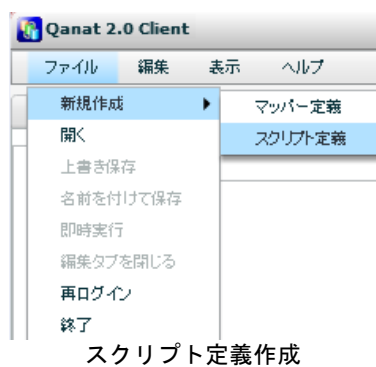 Qanat 2.0 Client
ファイル 編集 表示 ヘルプ
新規作成 マッパー定義
開く スクリプト定義
上書き保存
名前を付けて保存
即時実行
編集タブを閉じる
再ログイン
終了
スクリプト定義作成